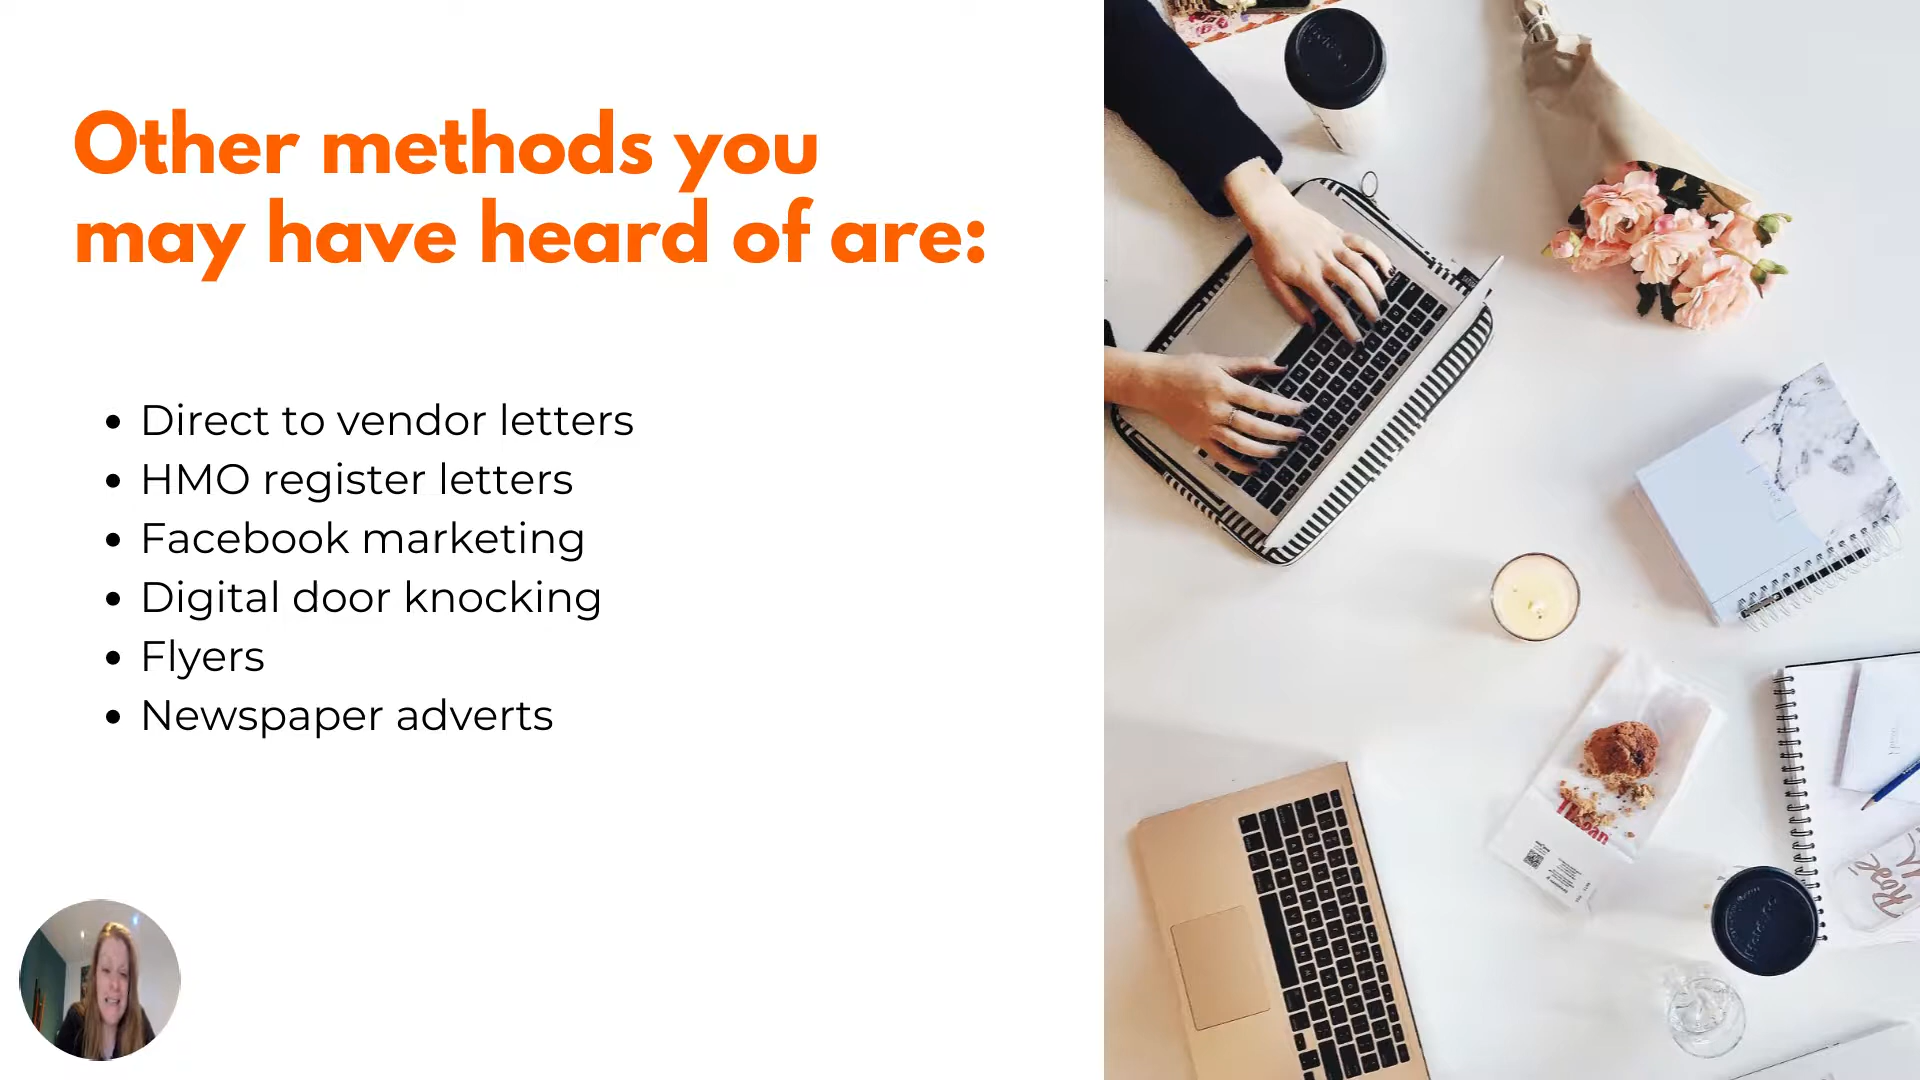 Other methods you
may have heard of are:
• Direct to vendor letters
• HMO register letters
• Facebook marketing
• Digital door knocking
• Flyers
• Newspaper adverts